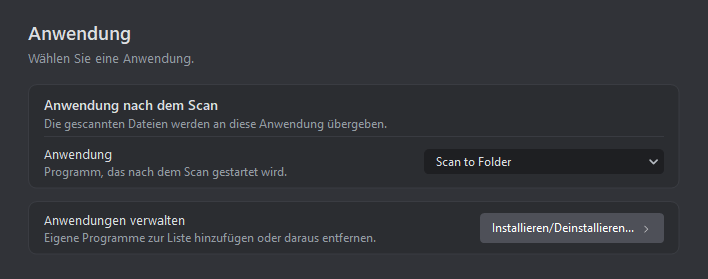 Anwendung
Wählen Sie eine Anwendung.
Anwendung nach dem Scan
Die gescannten Dateien werden an diese Anwendung übergeben.
Anwendung
Scan to Folder
Programm, das nach dem Scan gestartet wird.
Anwendungen verwalten
Installieren/Deinstallieren...
Eigene Programme zur Liste hinzufügen oder daraus entfernen.